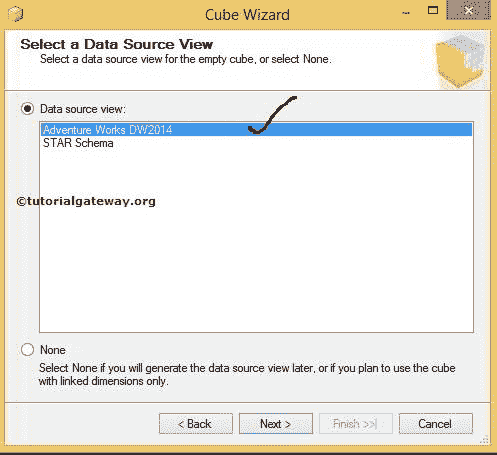 Cube Wizard
Select a Data Source View
Select a data source view for the empty cube, or select None.
Data source view:
Adventure Works DW2014
STAR Schema
©tutorialgateway.org
None
Select None if you will generate the data source view later, or if you plan to use the cube
with linked dimensions only.
< Back Next > Finish >>| Cancel